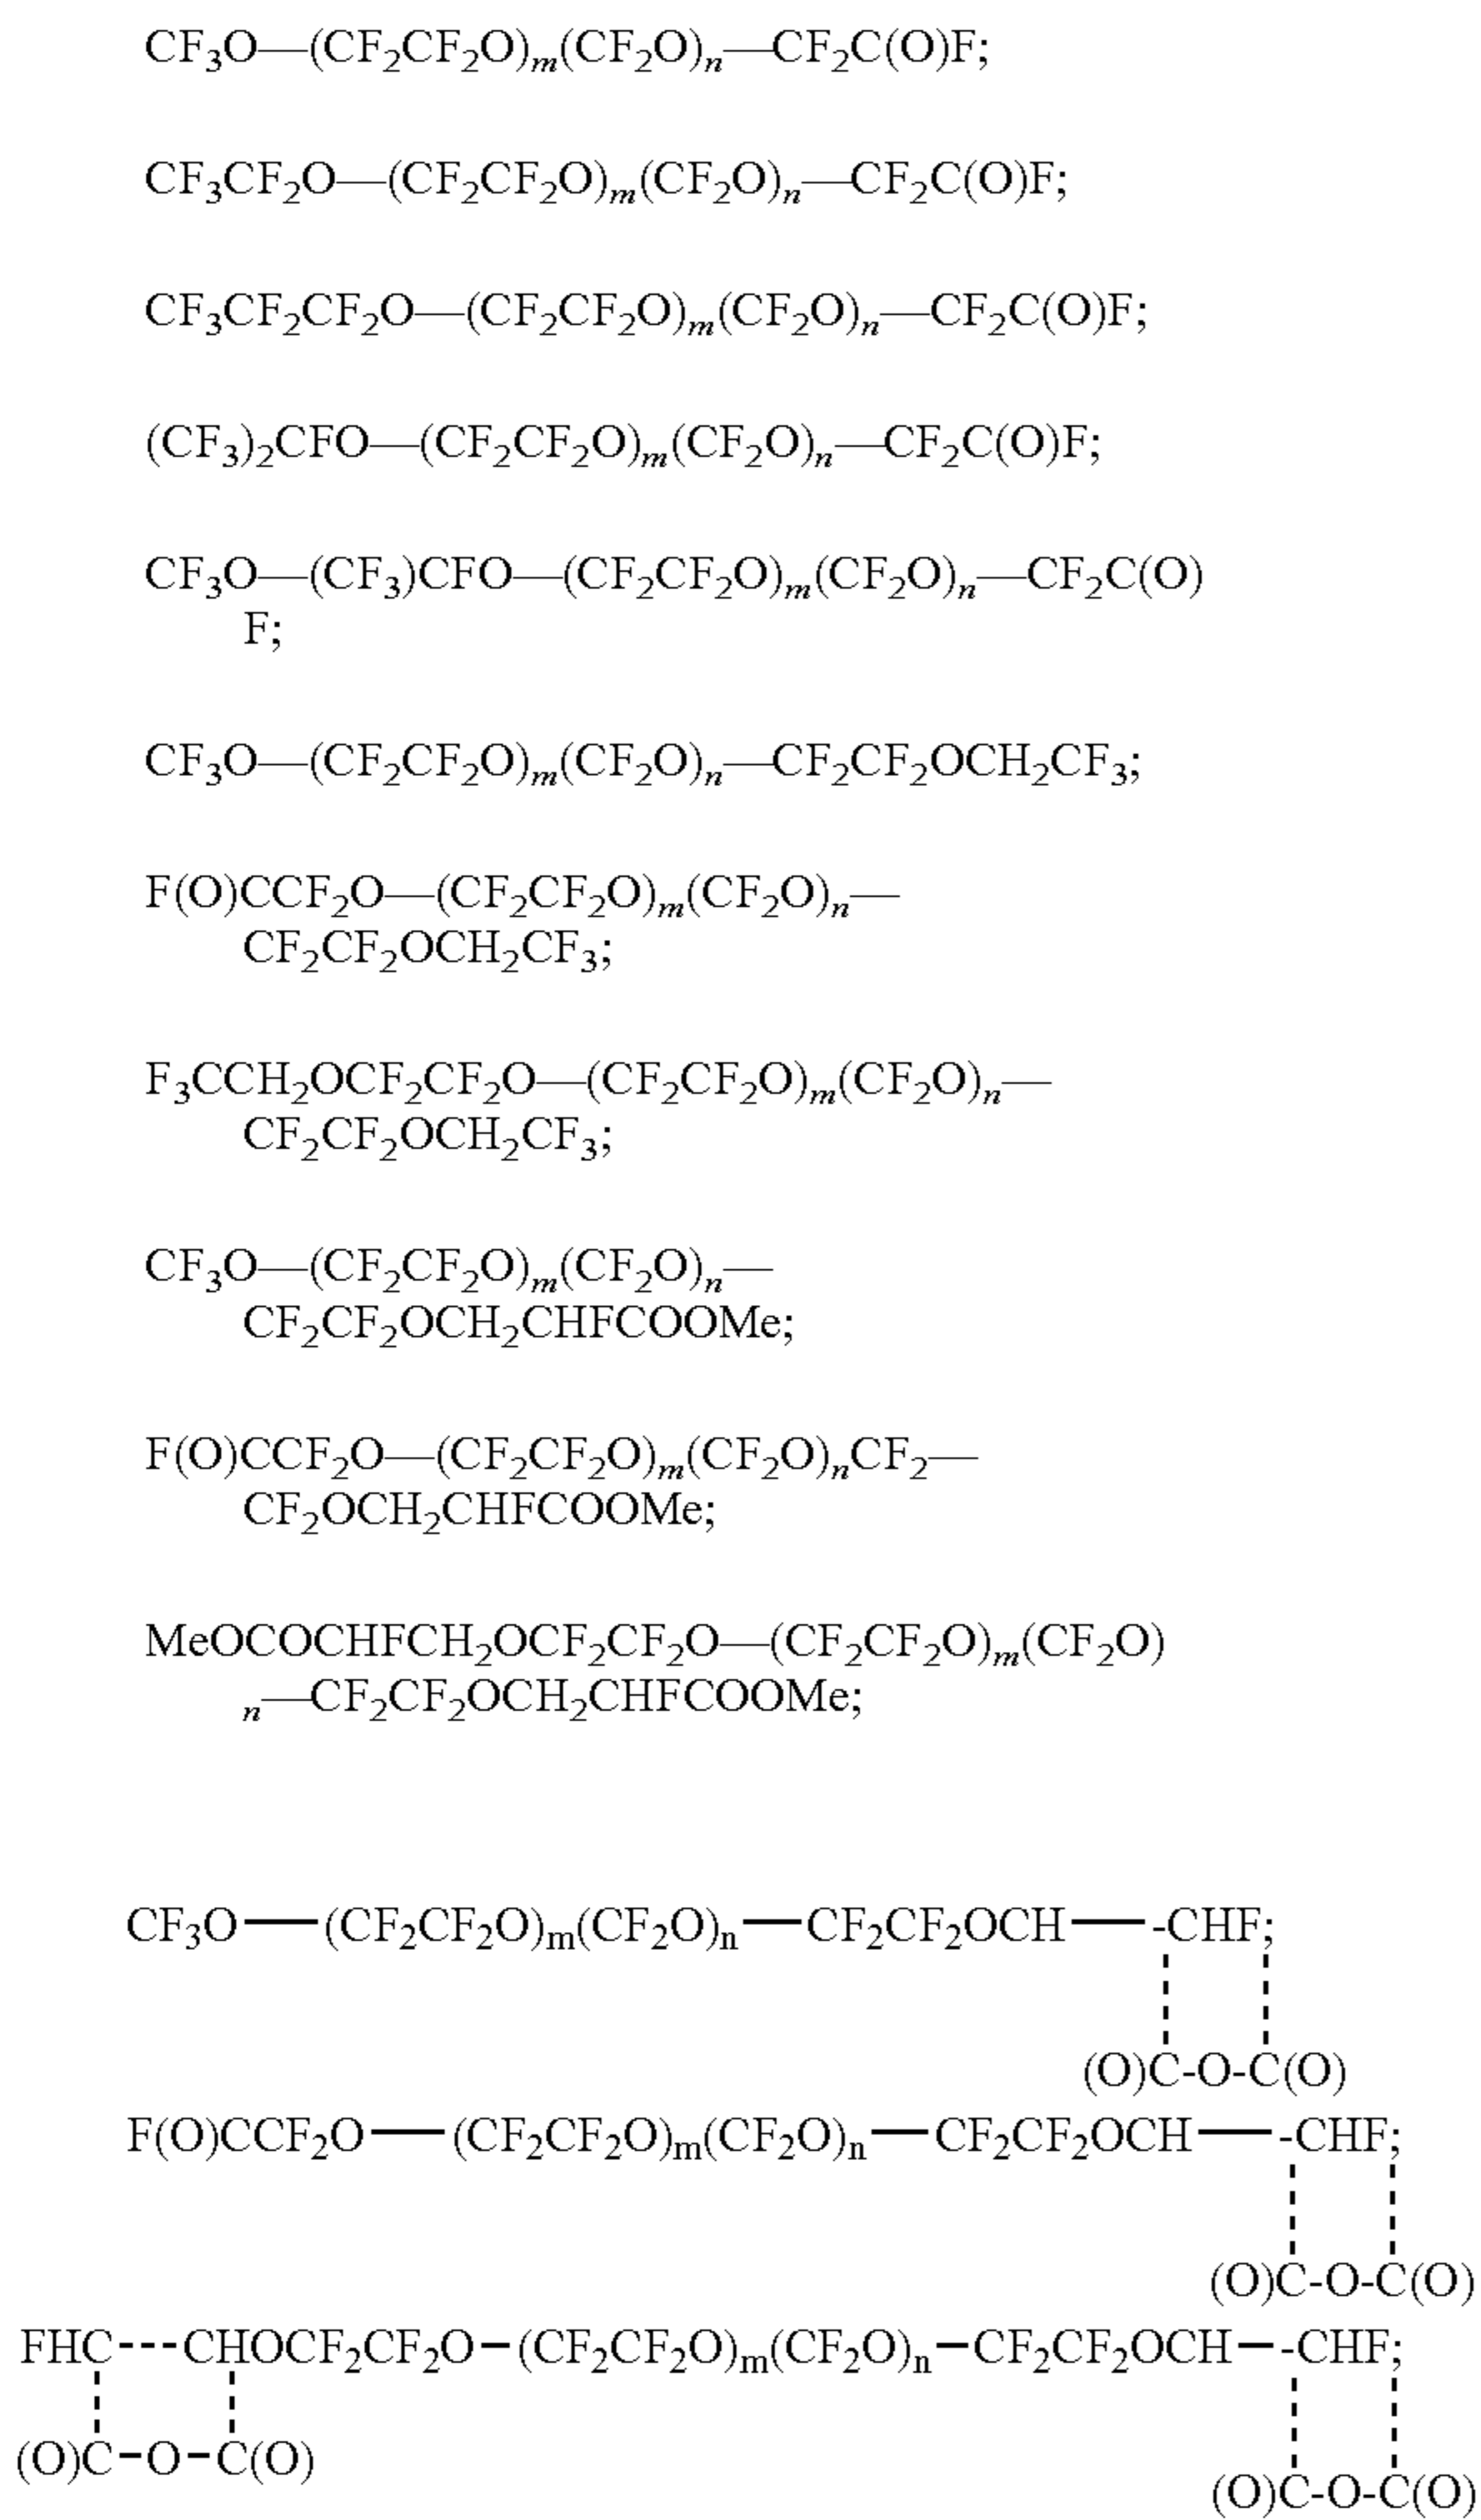 CF₃O—(CF₂CF₂O)ₘ(CF₂O)ₙ—CF₂C(O)F;
CF₃CF₂O—(CF₂CF₂O)ₘ(CF₂O)ₙ—CF₂C(O)F;
CF₃CF₂CF₂O—(CF₂CF₂O)ₘ(CF₂O)ₙ—CF₂C(O)F;
(CF₃)₂CFO—(CF₂CF₂O)ₘ(CF₂O)ₙ—CF₂C(O)F;
CF₃O—(CF₃)CFO—(CF₂CF₂O)ₘ(CF₂O)ₙ—CF₂C(O)
F;
CF₃O—(CF₂CF₂O)ₘ(CF₂O)ₙ—CF₂CF₂OCH₂CF₃;
F(O)CCF₂O—(CF₂CF₂O)ₘ(CF₂O)ₙ—
CF₂CF₂OCH₂CF₃;
F₃CCH₂OCF₂CF₂O—(CF₂CF₂O)ₘ(CF₂O)ₙ—
CF₂CF₂OCH₂CF₃;
CF₃O—(CF₂CF₂O)ₘ(CF₂O)ₙ—
CF₂CF₂OCH₂CHFCOOMe;
F(O)CCF₂O—(CF₂CF₂O)ₘ(CF₂O)ₙCF₂—
CF₂OCH₂CHFCOOMe;
MeOCOCHFCH₂OCF₂CF₂O—(CF₂CF₂O)ₘ(CF₂O)
ₙ—CF₂CF₂OCH₂CHFCOOMe;
CF₃O—(CF₂CF₂O)ₘ(CF₂O)ₙ—CF₂CF₂OCH—-CHF;
(O)C-O-C(O)
F(O)CCF₂O—(CF₂CF₂O)ₘ(CF₂O)ₙ—CF₂CF₂OCH—-CHF;
(O)C-O-C(O)
FHC---CHOCF₂CF₂O—(CF₂CF₂O)ₘ(CF₂O)ₙ—CF₂CF₂OCH—-CHF;
(O)C—O—C(O)
(O)C-O-C(O)